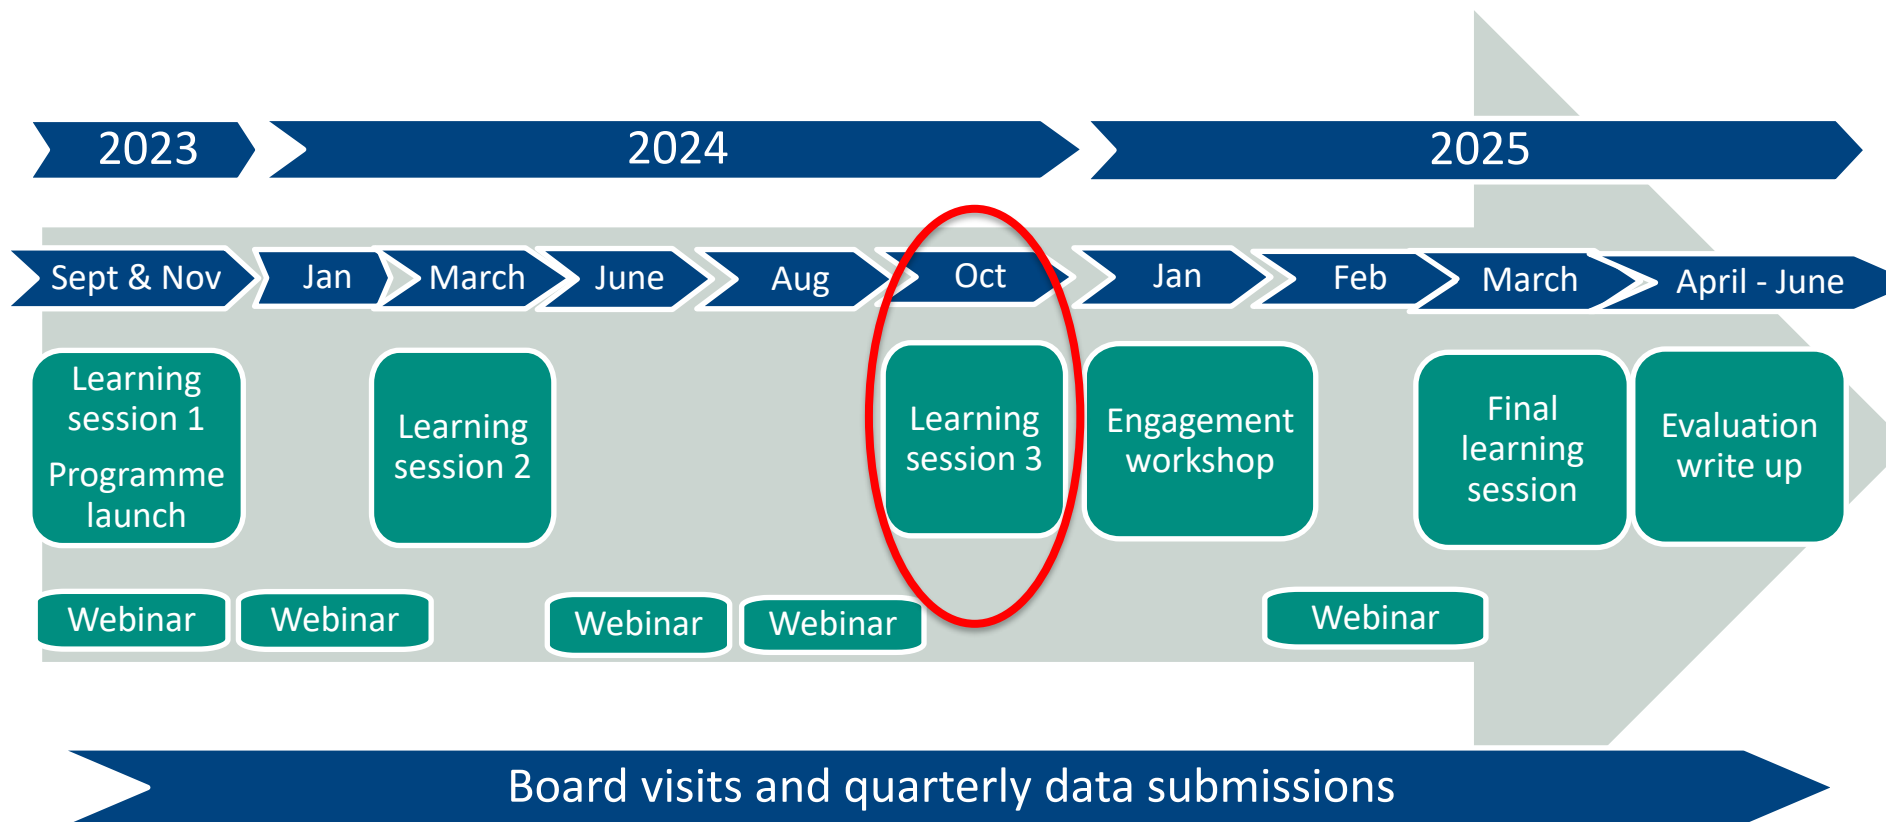 2023
2024
2025
Sept & Nov
Jan
March
June
Aug
Oct
Jan
Feb
March
April - June
Learning
session 1
Programme
launch
Learning
session 2
Learning
session 3
Engagement
workshop
Final
learning
session
Evaluation
write up
Webinar
Webinar
Webinar
Webinar
Webinar
Board visits and quarterly data submissions